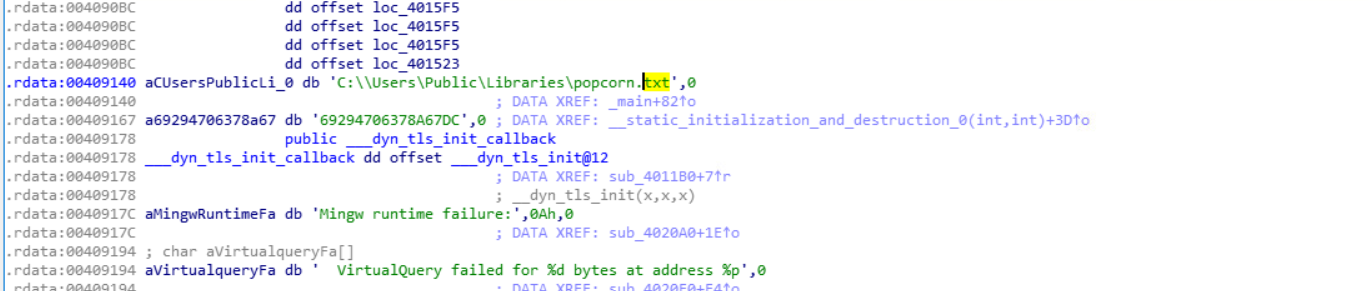 .rdata:004090BC dd offset loc_4015F5
.rdata:004090BC dd offset loc_4015F5
.rdata:004090BC dd offset loc_4015F5
.rdata:004090BC dd offset loc_401523
.rdata:00409140 aCUsersPublicLi_0 db 'C:\\Users\Public\Libraries\popcorn.txt',0
.rdata:00409140 ; DATA XREF: _main+82↑o
.rdata:00409167 a69294706378a67 db '69294706378A67DC',0 ; DATA XREF: __static_initialization_and_destruction_0(int,int)+3D↑o
.rdata:00409178 public ___dyn_tls_init_callback
.rdata:00409178 ___dyn_tls_init_callback dd offset ___dyn_tls_init@12
.rdata:00409178 ; DATA XREF: sub_4011B0+7↑r
.rdata:00409178 ; __dyn_tls_init(x,x,x)
.rdata:0040917C aMingwRuntimeFa db 'Mingw runtime failure:',0Ah,0
.rdata:0040917C ; DATA XREF: sub_4020A0+1E↑o
.rdata:00409194 ; char aVirtualqueryFa[]
.rdata:00409194 aVirtualqueryFa db '  VirtualQuery failed for %d bytes at address %p',0
.rdata:00409194 ; DATA XREF: sub_4020F0+F4↑o